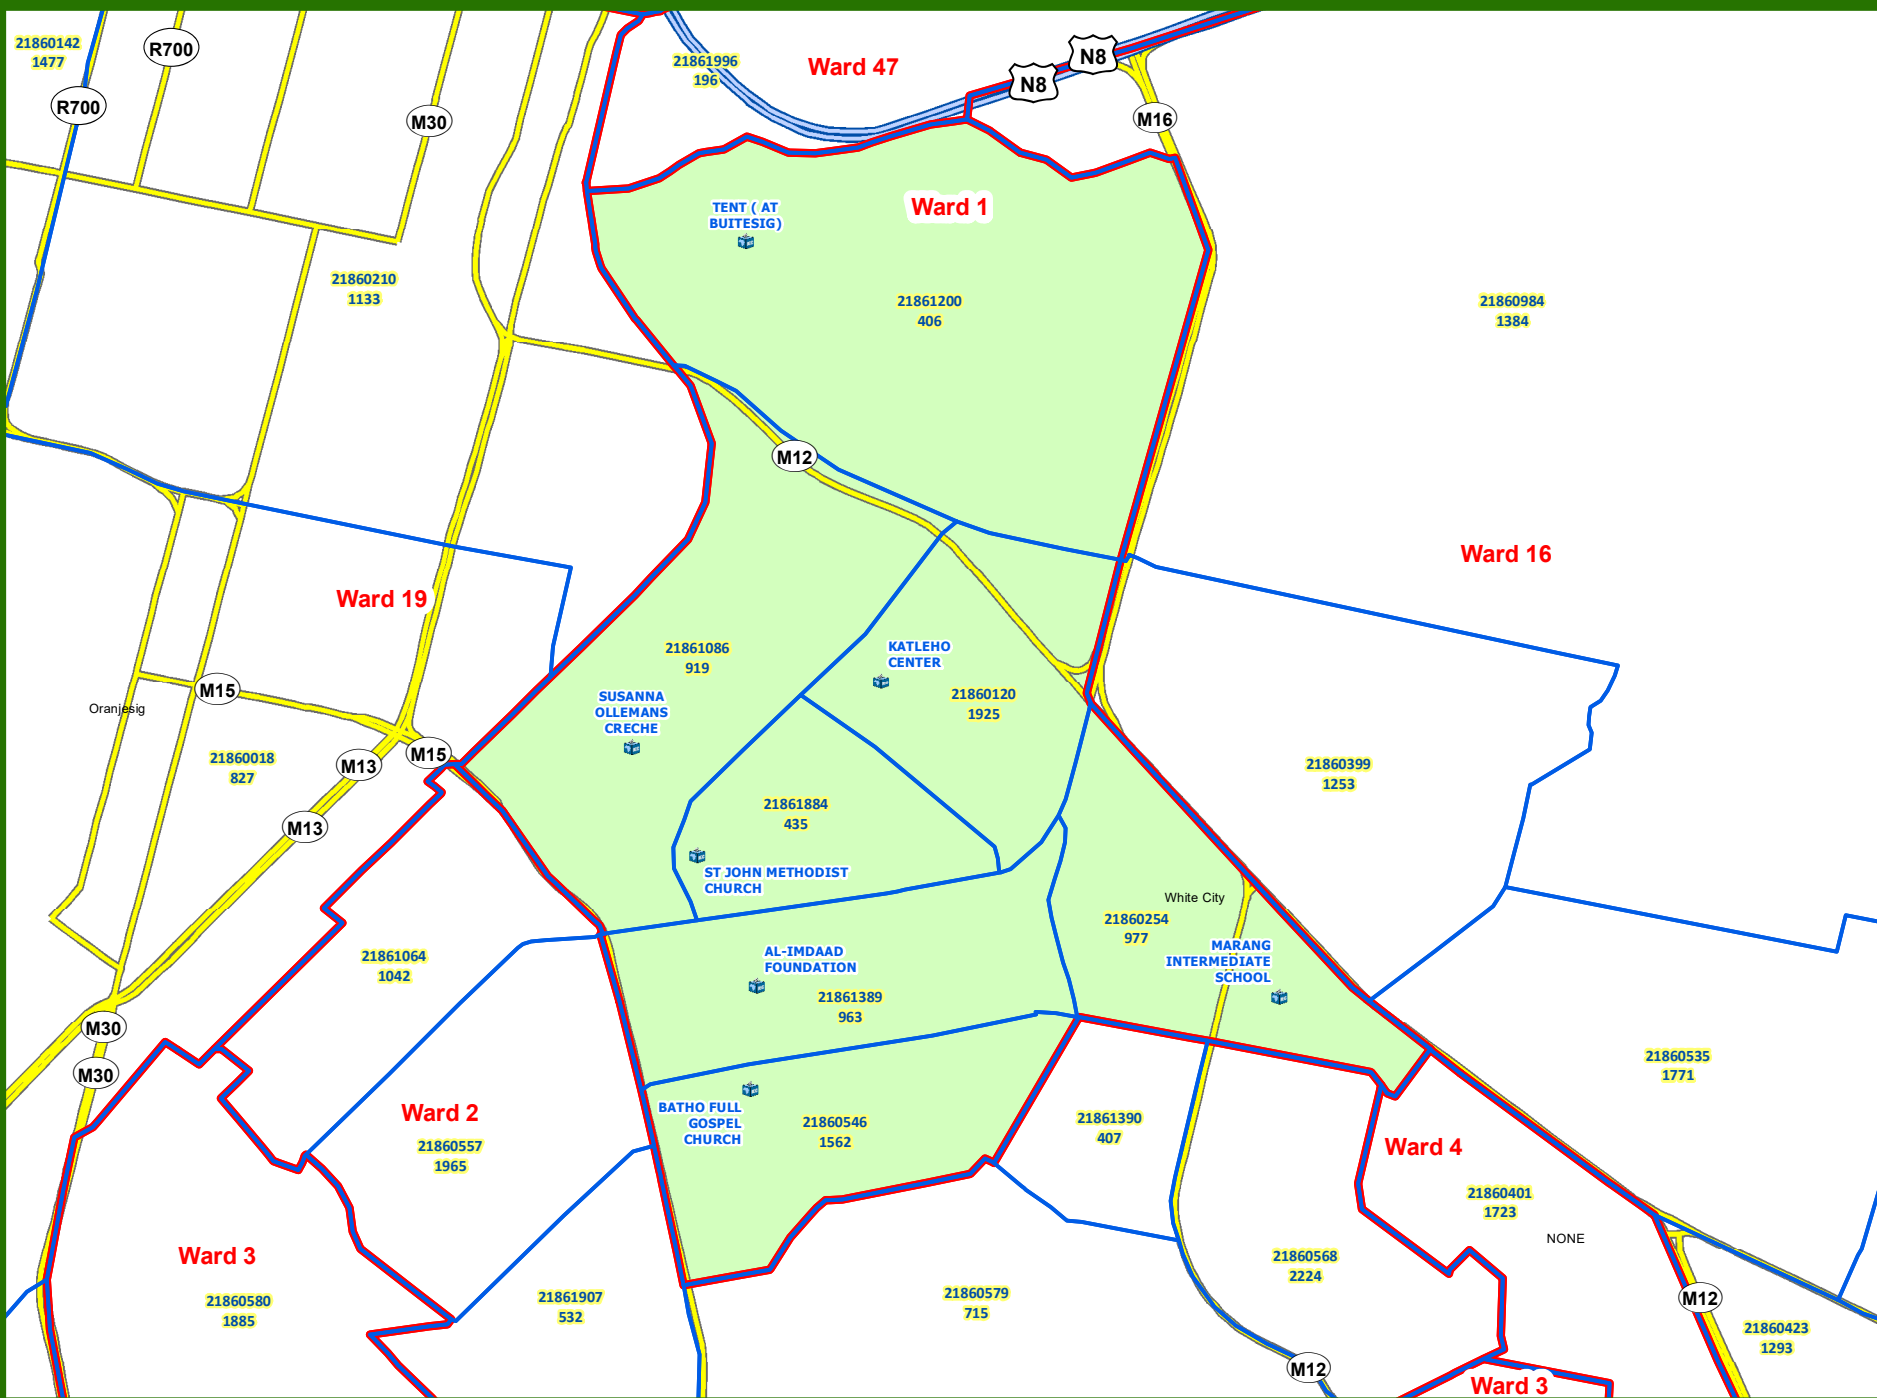 21860142
1477
R700
R700
M30
21861996
196
Ward 47
N8
N8
M16
TENT ( AT
BUITESIG)
Ward 1
21860210
1133
21861200
406
21860984
1384
M12
Ward 19
Ward 16
21861086
919
KATLEHO
CENTER
21860120
1925
SUSANNA
OLLEMANS
CRECHE
M15
Oranjesig
21860018
827
M13
M15
M13
21860399
1253
21861884
435
ST JOHN METHODIST
CHURCH
White City
21860254
977
MARANG
INTERMEDIATE
SCHOOL
21861064
1042
AL-IMDAAD
FOUNDATION
21861389
963
M30
M30
21860535
1771
Ward 2
21860557
1965
BATHO FULL
GOSPEL
CHURCH
21860546
1562
21861390
407
Ward 4
21860401
1723
NONE
Ward 3
21860580
1885
21861907
532
21860579
715
21860568
2224
M12
21860423
1293
M12
Ward 3